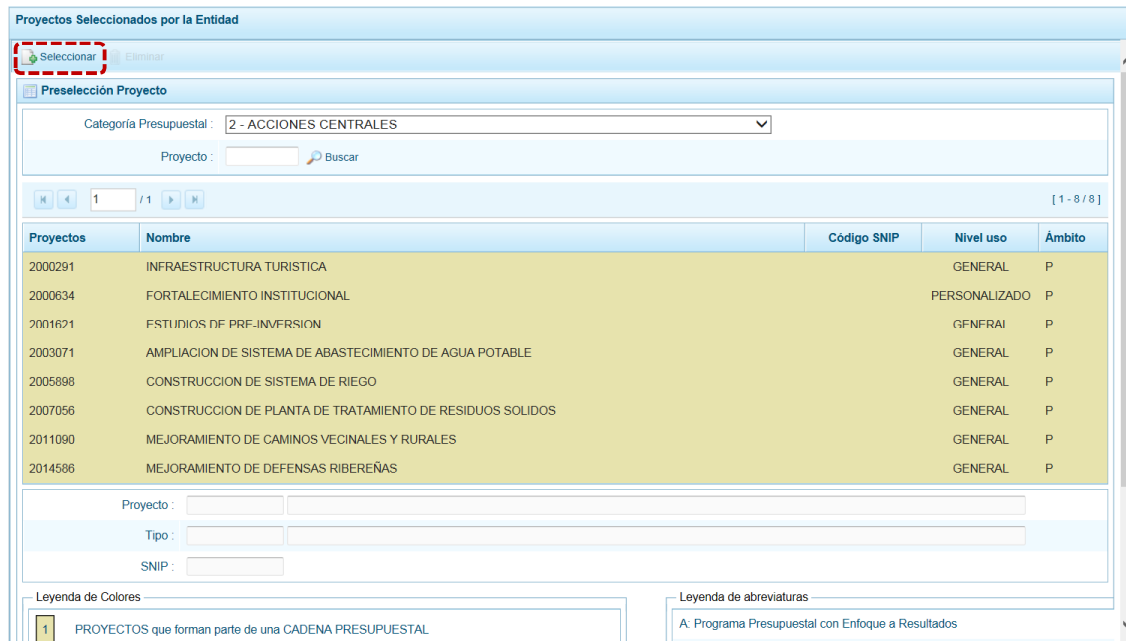 Proyectos Seleccionados por la Entidad
Seleccionar Eliminar
Preselección Proyecto
Categoría Presupuestal : 2 - ACCIONES CENTRALES
Proyecto : Buscar
1 / 1 [ 1 - 8 / 8 ]
Proyectos Nombre Código SNIP Nivel uso Ámbito
2000291 INFRAESTRUCTURA TURISTICA GENERAL P
2000634 FORTALECIMIENTO INSTITUCIONAL PERSONALIZADO P
2001621 ESTUDIOS DE PRE-INVERSION GENERAL P
2003071 AMPLIACION DE SISTEMA DE ABASTECIMIENTO DE AGUA POTABLE GENERAL P
2005898 CONSTRUCCION DE SISTEMA DE RIEGO GENERAL P
2007056 CONSTRUCCION DE PLANTA DE TRATAMIENTO DE RESIDUOS SOLIDOS GENERAL P
2011090 MEJORAMIENTO DE CAMINOS VECINALES Y RURALES GENERAL P
2014586 MEJORAMIENTO DE DEFENSAS RIBEREÑAS GENERAL P
Proyecto :
Tipo :
SNIP :
Leyenda de Colores
1 PROYECTOS que forman parte de una CADENA PRESUPUESTAL
Leyenda de abreviaturas
A: Programa Presupuestal con Enfoque a Resultados